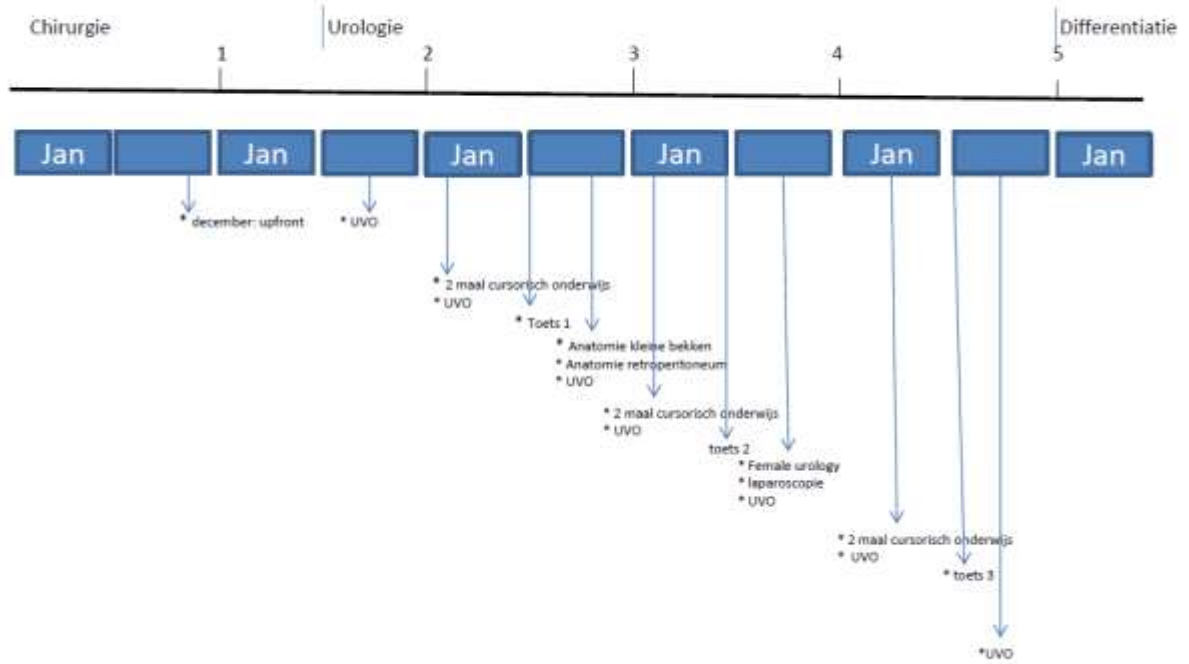 Chirurgie
Urologie
Differentiatie
1
2
3
4
5
Jan
Jan
Jan
Jan
Jan
Jan
* december: upfront
* UVO
* 2 maal cursorisch onderwijs
* UVO
* Toets 1
* Anatomie kleine bekken
* Anatomie retroperitoneum
* UVO
* 2 maal cursorisch onderwijs
* UVO
toets 2
* Female urology
* laparoscopie
* UVO
* 2 maal cursorisch onderwijs
* UVO
* toets 3
*UVO